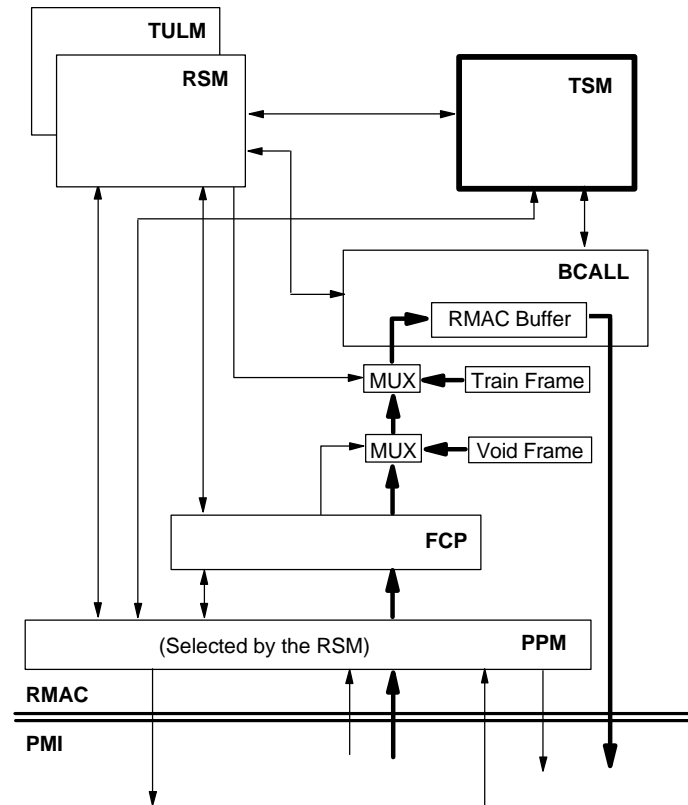 TULM
RSM
TSM
BCALL
RMAC Buffer
MUX
Train Frame
MUX
Void Frame
FCP
(Selected by the RSM)
PPM
RMAC
PMI